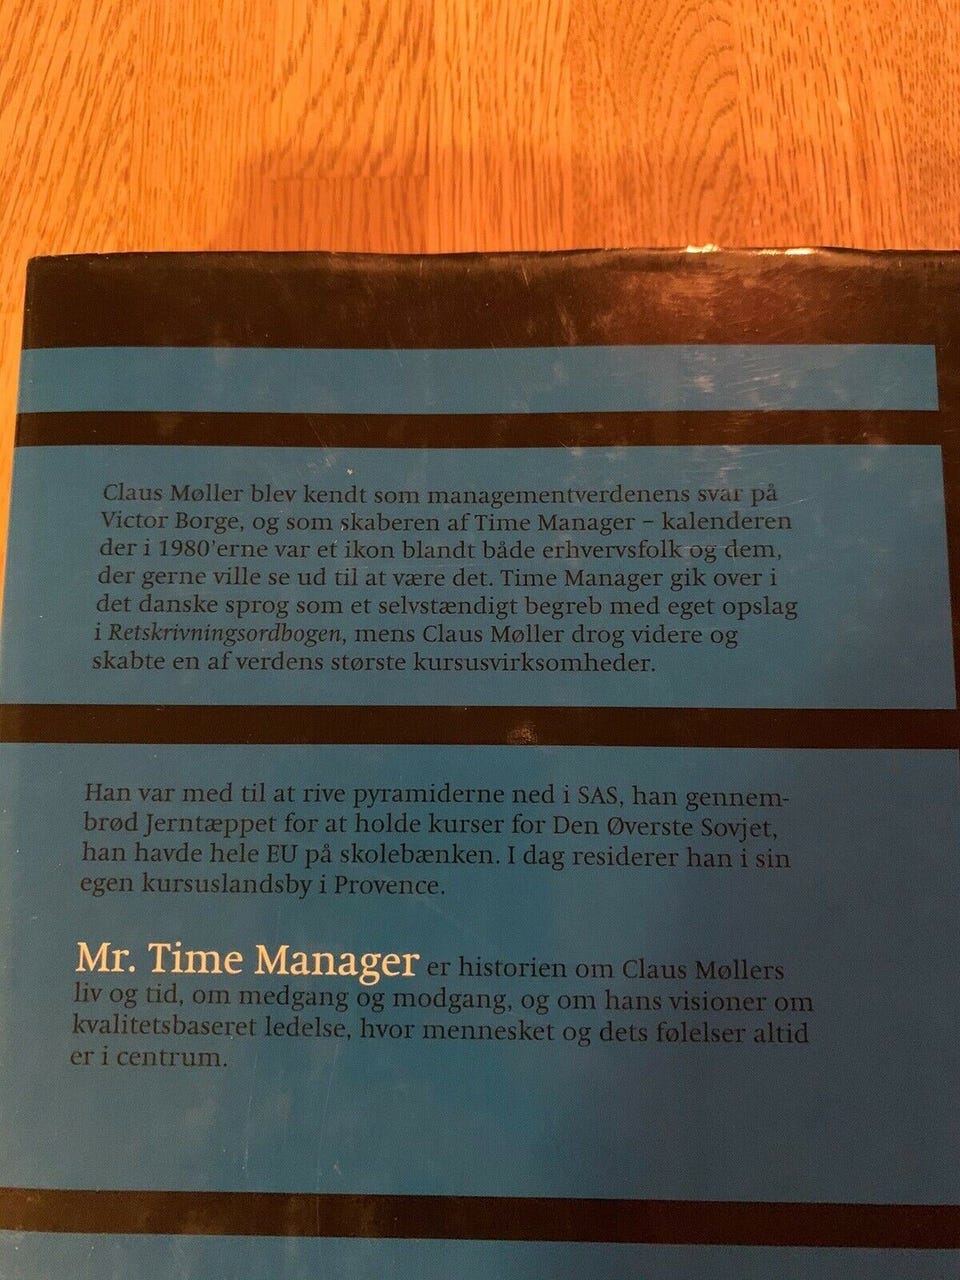 Claus Møller blev kendt som managementverdenens svar på
Victor Borge, og som skaberen af Time Manager – kalenderen
der i 1980'erne var et ikon blandt både erhvervsfolk og dem,
der gerne ville se ud til at være det. Time Manager gik over i
det danske sprog som et selvstændigt begreb med eget opslag
i Retskrivningsordbogen, mens Claus Møller drog videre og
skabte en af verdens største kursusvirksomheder.
Han var med til at rive pyramiderne ned i SAS, han gennem-
brød Jerntæppet for at holde kurser for Den Øverste Sovjet,
han havde hele EU på skolebænken. I dag residerer han i sin
egen kursuslandsby i Provence.
Mr. Time Manager er historien om Claus Møllers
liv og tid, om medgang og modgang, og om hans visioner om
kvalitetsbaseret ledelse, hvor mennesket og dets følelser altid
er i centrum.